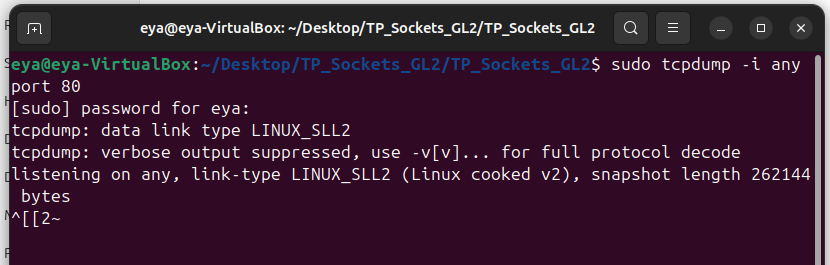 eya@eya-VirtualBox: ~/Desktop/TP_Sockets_GL2/TP_Sockets_GL2
eya@eya-VirtualBox:~/Desktop/TP_Sockets_GL2/TP_Sockets_GL2$ sudo tcpdump -i any
port 80
[sudo] password for eya:
tcpdump: data link type LINUX_SLL2
tcpdump: verbose output suppressed, use -v[v]... for full protocol decode
listening on any, link-type LINUX_SLL2 (Linux cooked v2), snapshot length 262144
 bytes
^[[2~